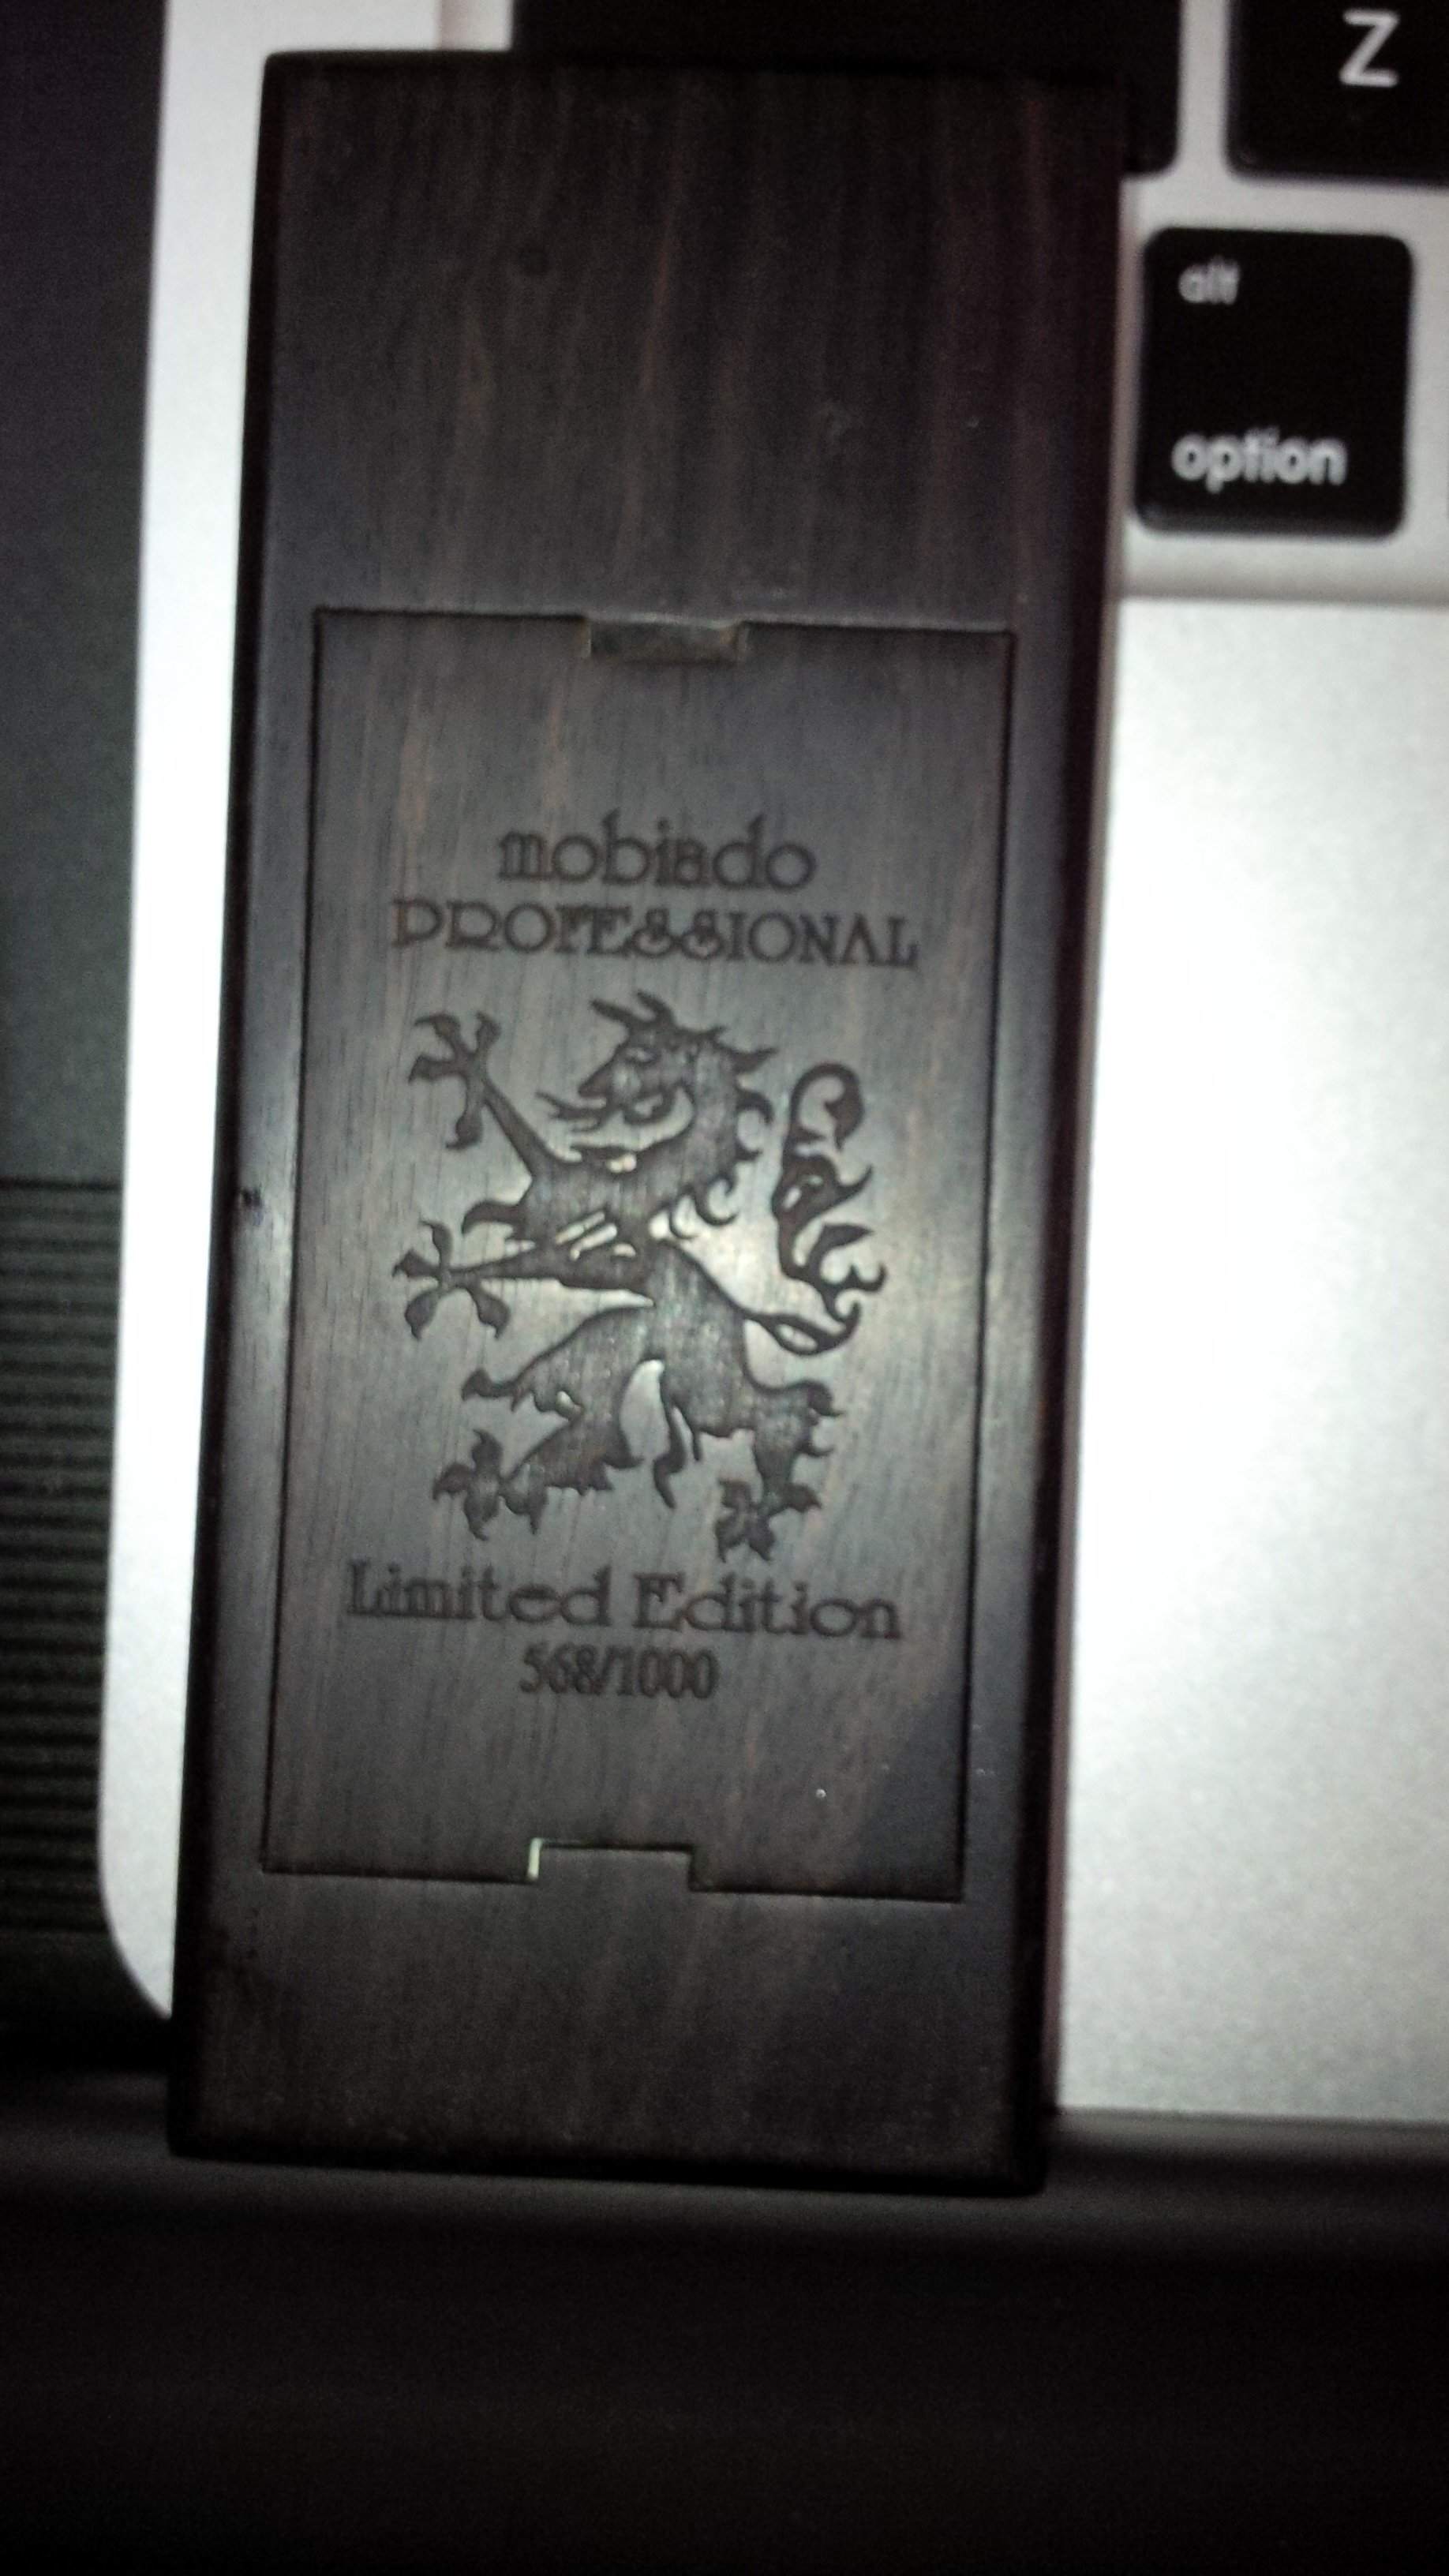 Z
alt
option
mobiado
PROFESSIONAL
Limited Edition
568/1000